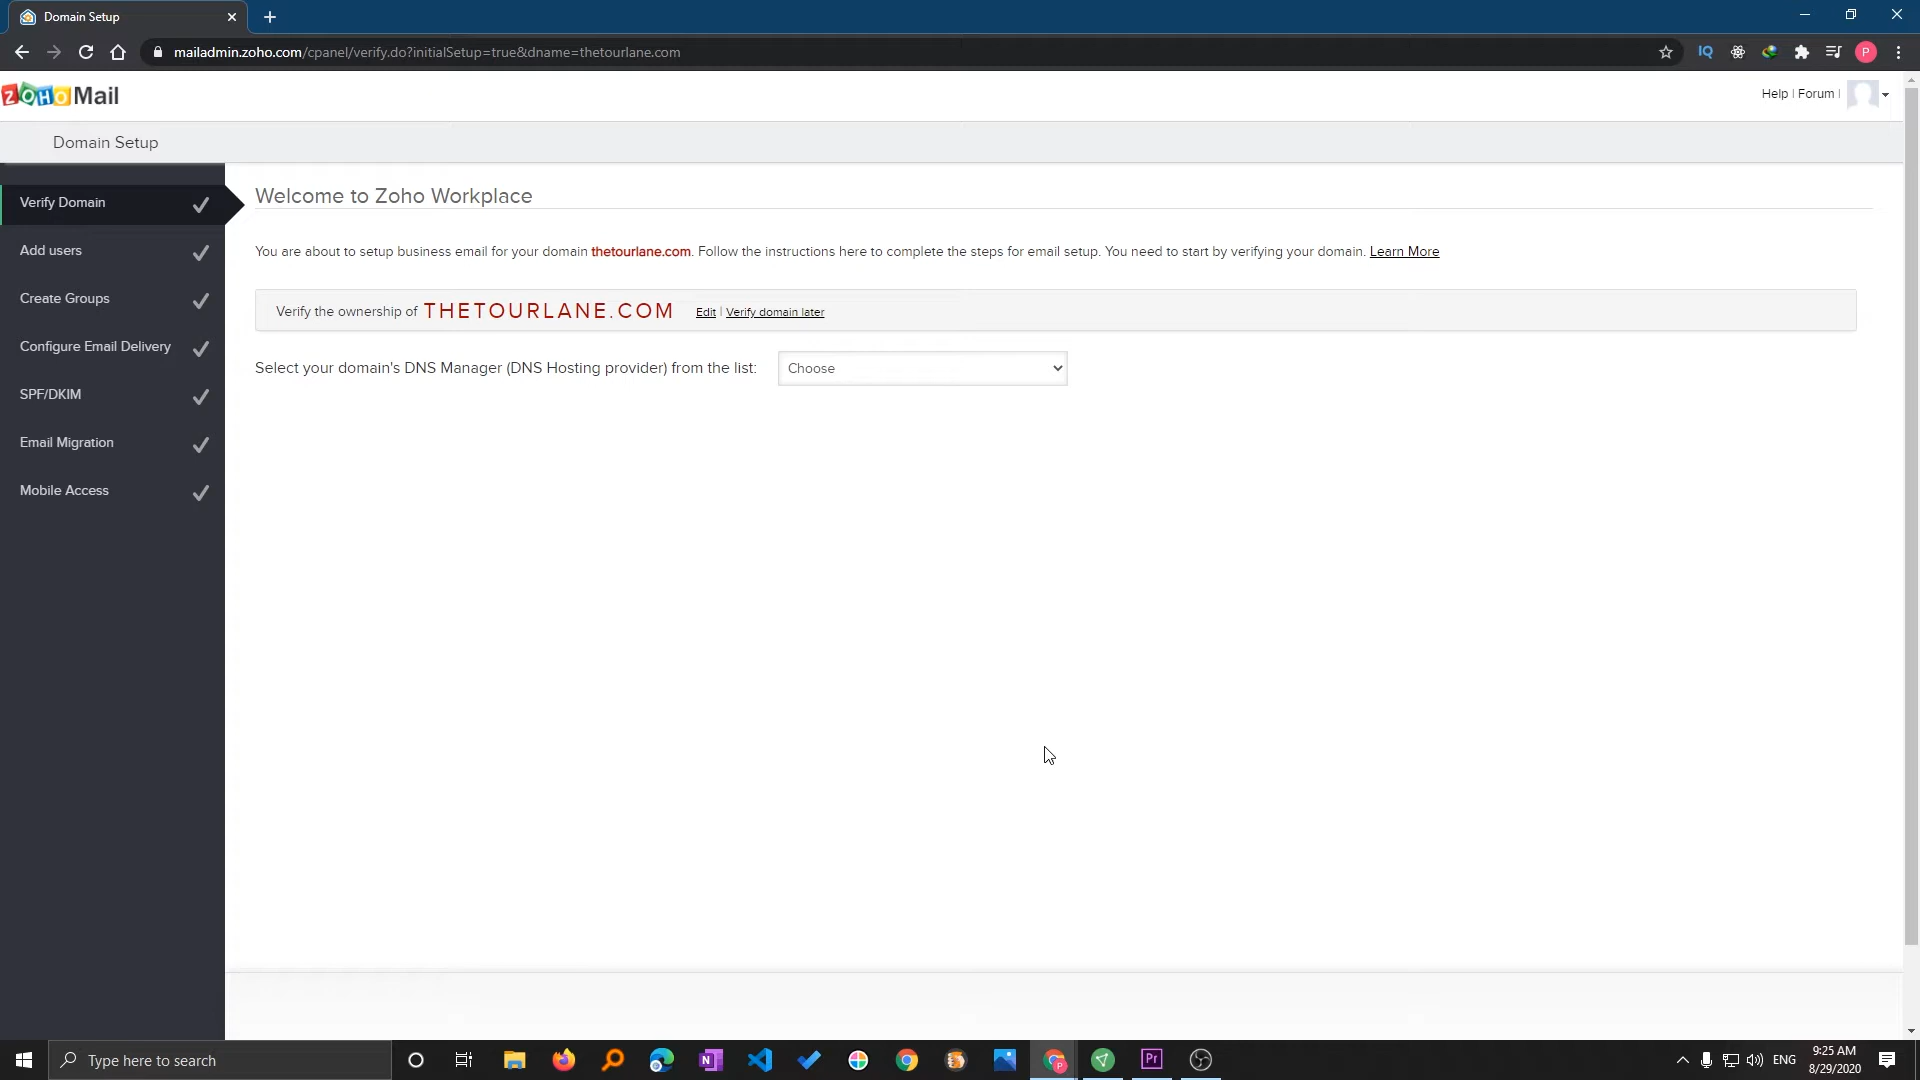 Domain Setup
mailadmin.zoho.com/cpanel/verify.do?initialSetup=true&dname=thetourlane.com
IQ
P
ZOHO Mail
Help | Forum |
Domain Setup
Verify Domain
Add users
Create Groups
Configure Email Delivery
SPF/DKIM
Email Migration
Mobile Access
Welcome to Zoho Workplace
You are about to setup business email for your domain thetourlane.com. Follow the instructions here to complete the steps for email setup. You need to start by verifying your domain. Learn More
Verify the ownership of THETOURLANE.COM Edit | Verify domain later
Select your domain's DNS Manager (DNS Hosting provider) from the list: Choose
Type here to search
N
P
Pr
ENG
9:25 AM
8/29/2020